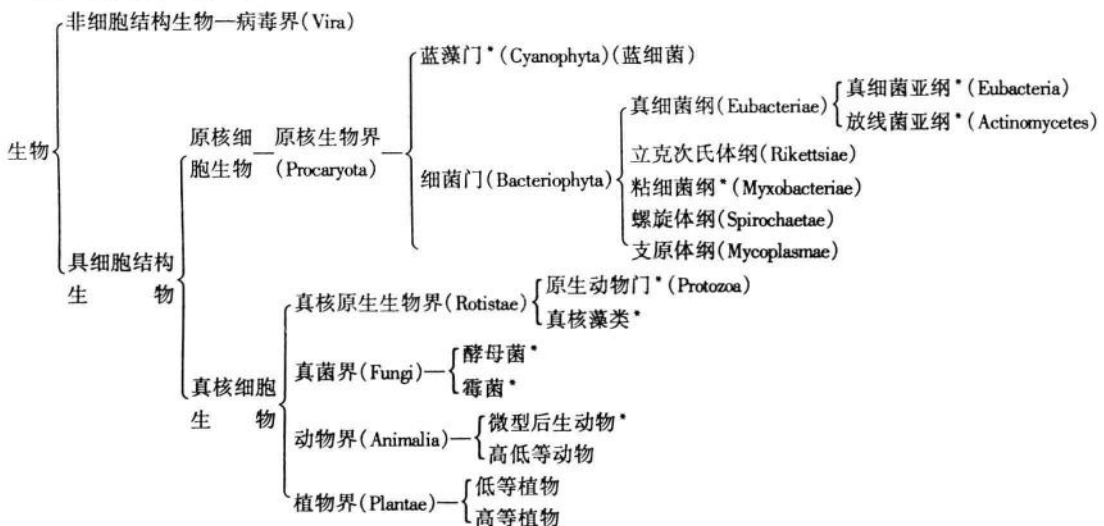 非细胞结构生物—病毒界(Vira)
蓝藻门*(Cyanophyta)(蓝细菌)
真细菌亚纲*(Eubacteria)
真细菌纲(Eubacteriae)
放线菌亚纲*(Actinomycetes)
原核细 原核生物界
生物
胞生物 (Procaryota)
立克次氏体纲(Rikettsiae)
细菌门(Bacteriophyta)
粘细菌纲*(Myxobacteriae)
螺旋体纲(Spirochaetae)
支原体纲(Mycoplasmae)
具细胞结构
生 物
原生动物门*(Protozoa)
真核原生生物界(Rotistae)
真核藻类*
酵母菌*
真菌界(Fungi)—
霉菌*
真核细胞
生 物
微型后生动物*
动物界(Animalia)—
高低等动物
低等植物
植物界(Plantae)—
高等植物